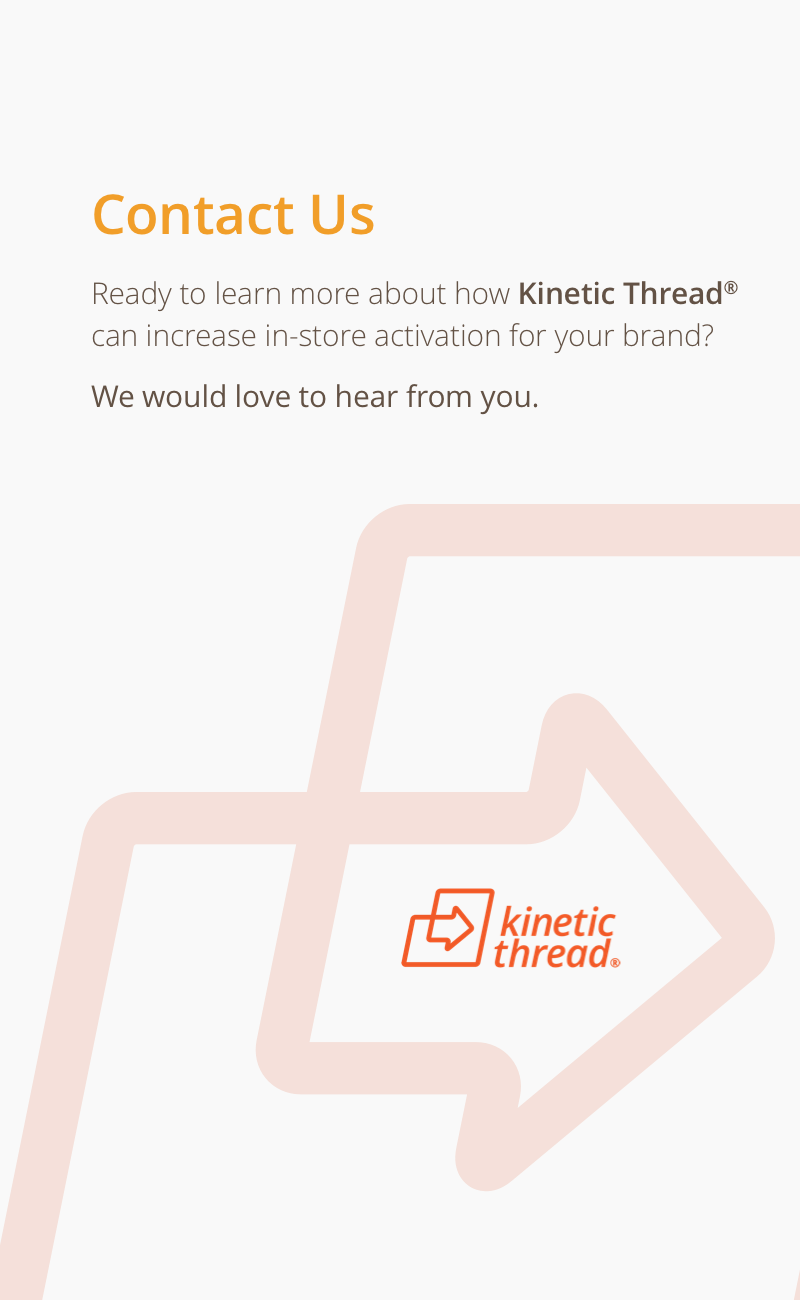 Contact Us
Ready to learn more about how Kinetic Thread®
can increase in-store activation for your brand?
We would love to hear from you.
kinetic
thread®